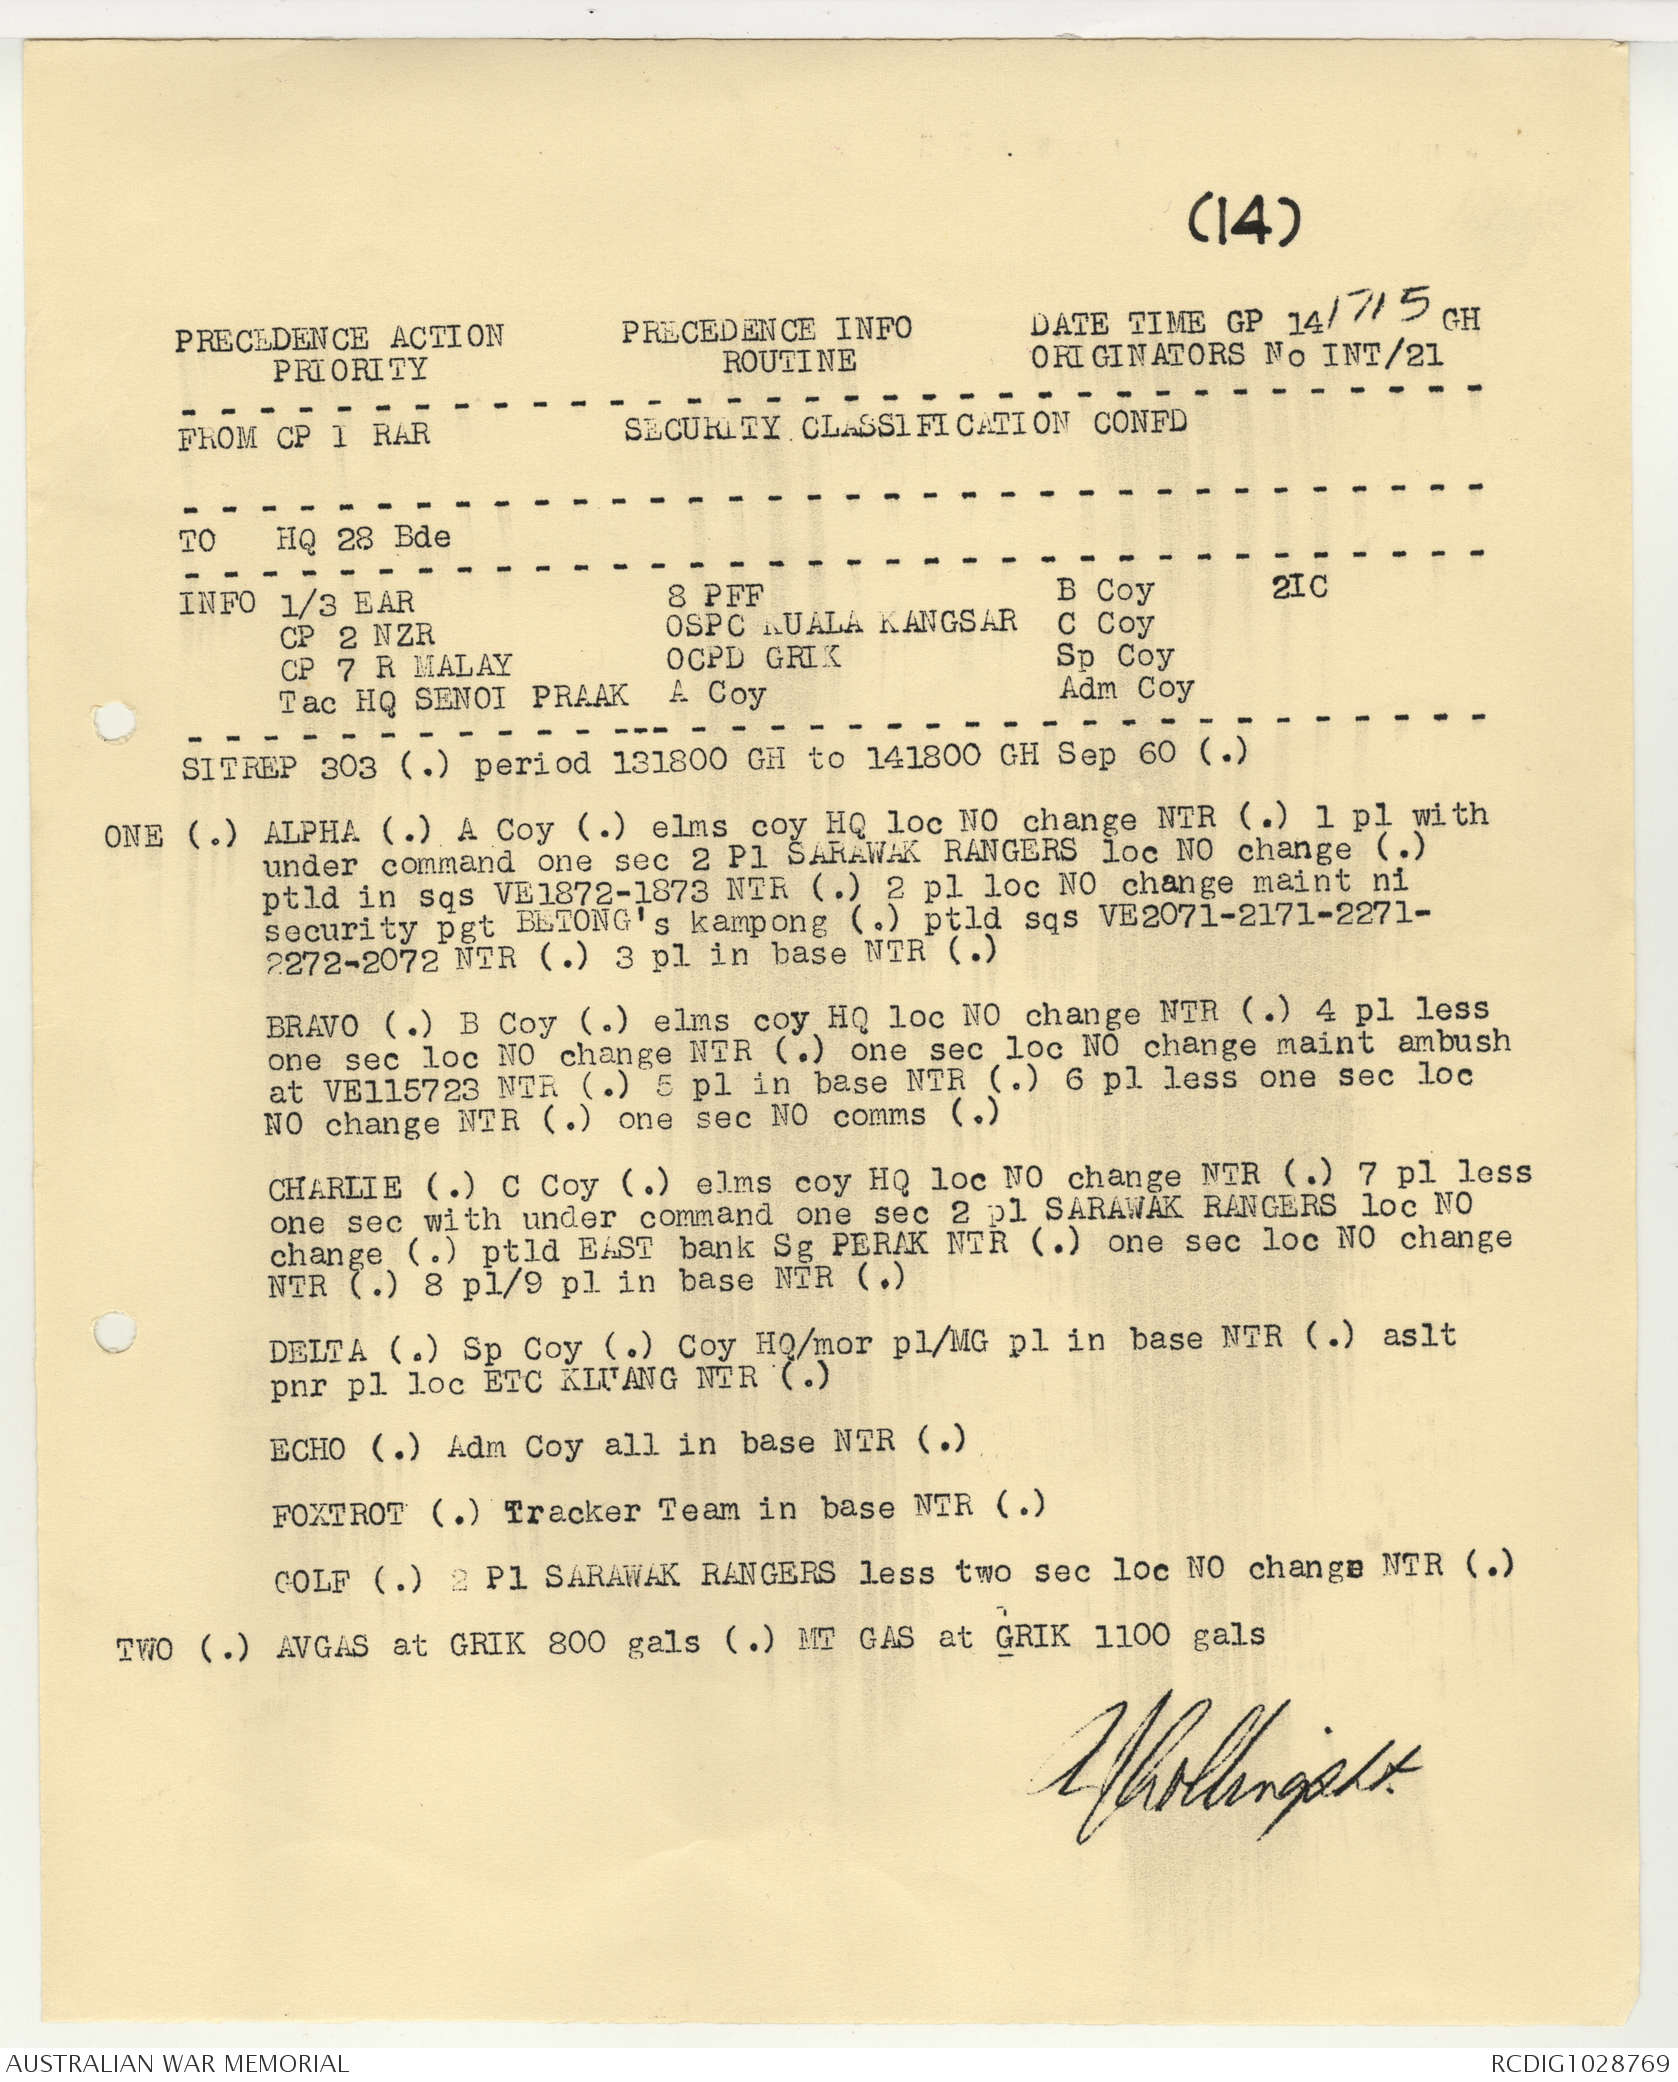 (14)
PRECEDENCE ACTION PRECEDENCE INFO DATE TIME GP 141715 GH
PRIORITY ROUTINE ORIGINATORS No INT/21
FROM CP 1 RAR SECURITY CLASSIFICATION CONFD
TO HQ 28 Bde
INFO 1/3 EAR 8 PFF B Coy 2IC
CP 2 NZR OSPC KUALA KANGSAR C Coy
CP 7 R MALAY OCPD GRIK Sp Coy
Tac HQ SENOI PRAAK A Coy Adm Coy
SITREP 303 (.) period 131800 GH to 141800 GH Sep 60 (.)
ONE (.) ALPHA (.) A Coy (.) elms coy HQ loc NO change NTR (.) 1 pl with
under command one sec 2 Pl SARAWAK RANGERS loc NO change (.)
ptld in sqs VE1872-1873 NTR (.) 2 pl loc NO change maint ni
security pgt BETONG's kampong (.) ptld sqs VE2071-2171-2271-
2272-2072 NTR (.) 3 pl in base NTR (.)
BRAVO (.) B Coy (.) elms coy HQ loc NO change NTR (.) 4 pl less
one sec loc NO change NTR (.) one sec loc NO change maint ambush
at VE115723 NTR (.) 5 pl in base NTR (.) 6 pl less one sec loc
NO change NTR (.) one sec NO comms (.)
CHARLIE (.) C Coy (.) elms coy HQ loc NO change NTR (.) 7 pl less
one sec with under command one sec 2 pl SARAWAK RANGERS loc NO
change (.) ptld EAST bank Sg PERAK NTR (.) one sec loc NO change
NTR (.) 8 pl/9 pl in base NTR (.)
DELTA (.) Sp Coy (.) Coy HQ/mor pl/MG pl in base NTR (.) aslt
pnr pl loc ETC KLUANG NTR (.)
ECHO (.) Adm Coy all in base NTR (.)
FOXTROT (.) Tracker Team in base NTR (.)
GOLF (.) 2 Pl SARAWAK RANGERS less two sec loc NO change NTR (.)
TWO (.) AVGAS at GRIK 800 gals (.) MT GAS at GRIK 1100 gals
AUSTRALIAN WAR MEMORIAL RCDIG1028769